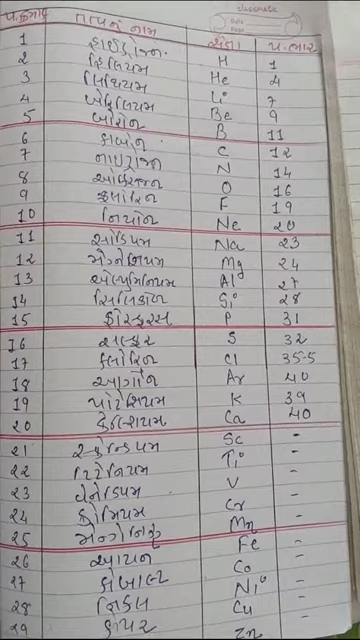 પ.ક્રમાંક તત્વનું નામ સંજ્ઞા પ.ભાર
1 હાઈડ્રોજન H 1
2 હિલિયમ He 4
3 લિથિયમ Li 7
4 બેરિલિયમ Be 9
5 બોરોન B 11
6 કાર્બન C 12
7 નાઈટ્રોજન N 14
8 ઓક્સિજન O 16
9 ફ્લોરિન F 19
10 નિયોન Ne 20
11 સોડિયમ Na 23
12 મેગ્નેશિયમ Mg 24
13 એલ્યુમિનિયમ Al 27
14 સિલિકોન Si 28
15 ફોસ્ફરસ P 31
16 સલ્ફર S 32
17 ક્લોરિન Cl 35.5
18 આર્ગોન Ar 40
19 પોટેશિયમ K 39
20 કેલ્શિયમ Ca 40
21 સ્કેન્ડિયમ Sc -
22 ટિટેનિયમ Ti -
23 વેનેડિયમ V -
24 ક્રોમિયમ Cr -
25 મેંગેનિઝ Mn -
26 આયર્ન Fe -
27 કોબાલ્ટ Co -
28 નિકલ Ni -
29 કોપર Cu -
Zn